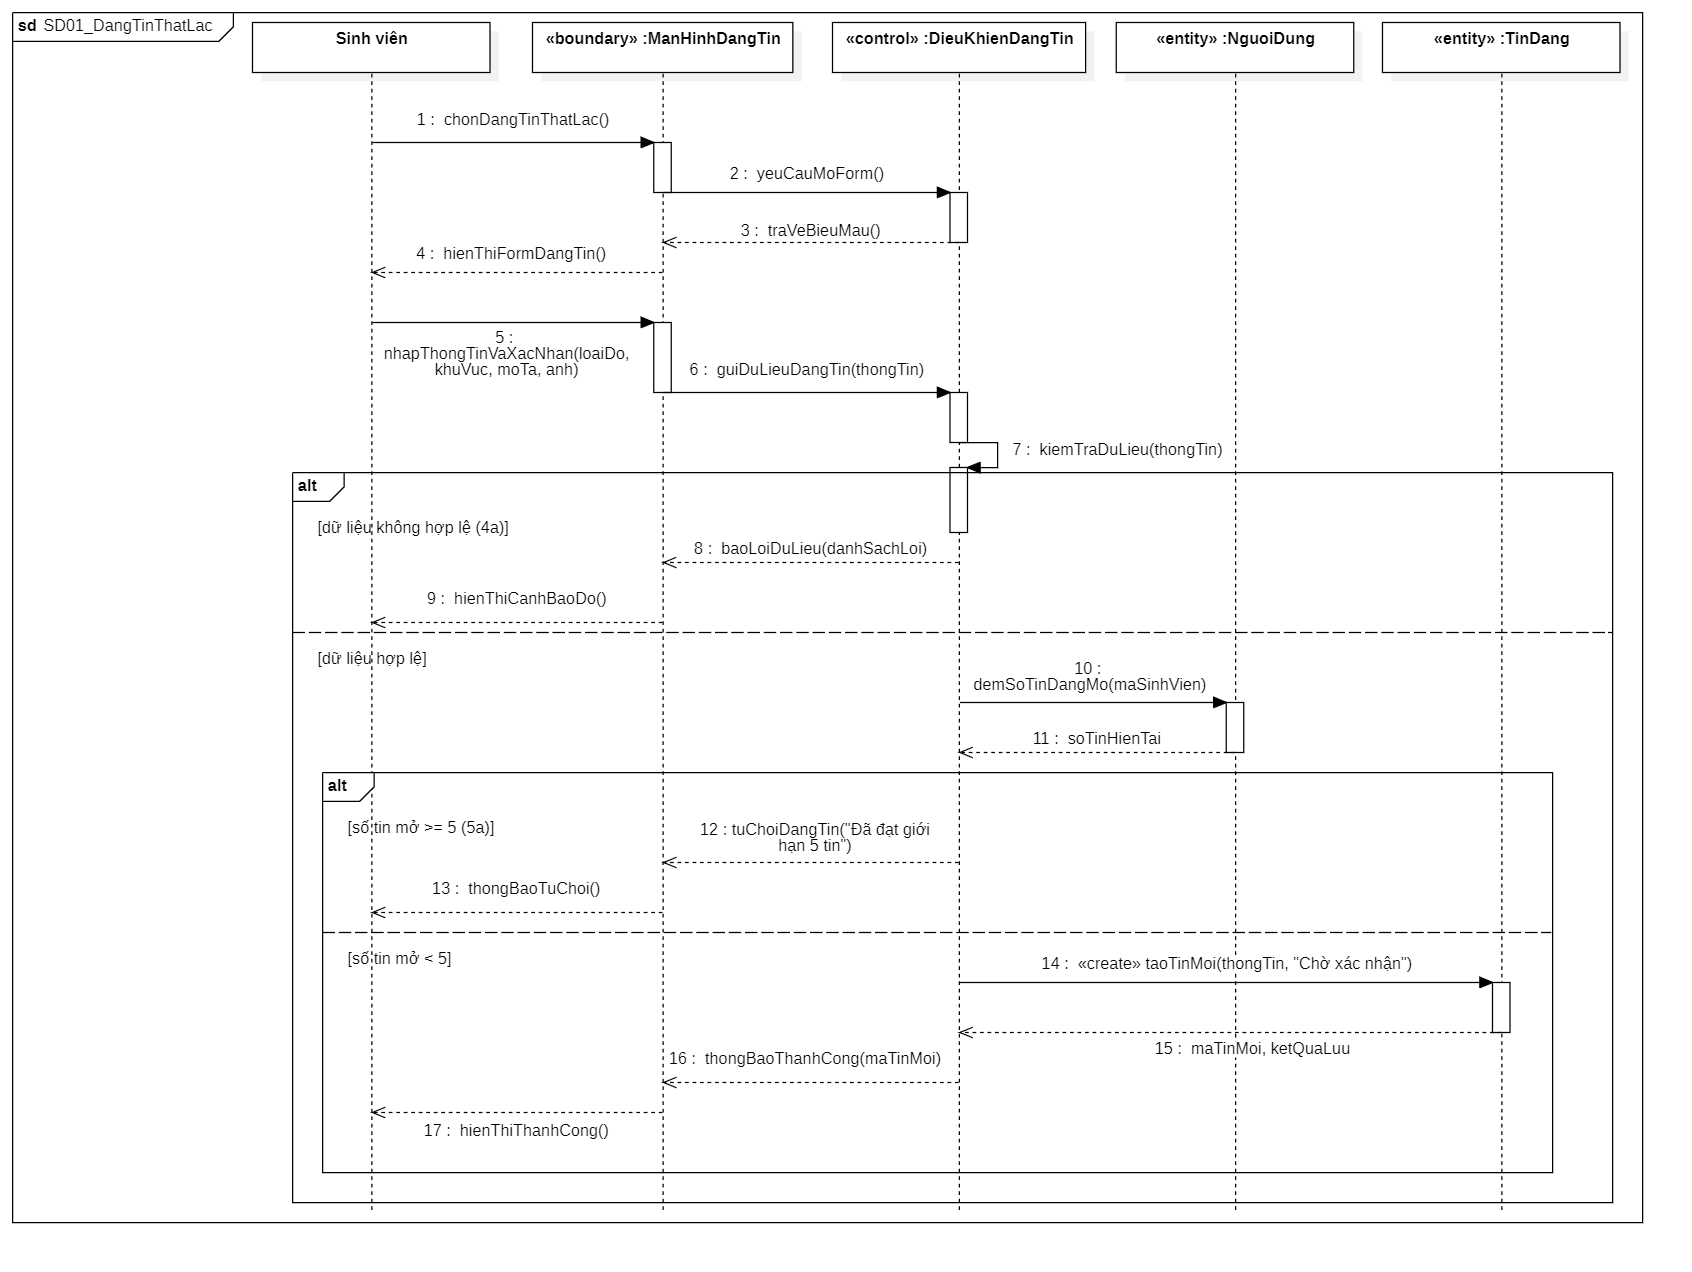 sd SD01_DangTinThatLac
Sinh viên
«boundary» :ManHinhDangTin
«control» :DieuKhienDangTin
«entity» :NguoiDung
«entity» :TinDang
1 : chonDangTinThatLac()
2 : yeuCauMoForm()
3 : traVeBieuMau()
4 : hienThiFormDangTin()
5 :
nhapThongTinVaXacNhan(loaiDo,
khuVuc, moTa, anh)
6 : guiDuLieuDangTin(thongTin)
7 : kiemTraDuLieu(thongTin)
alt
[dữ liệu không hợp lệ (4a)]
8 : baoLoiDuLieu(danhSachLoi)
9 : hienThiCanhBaoDo()
[dữ liệu hợp lệ]
10 :
demSoTinDangMo(maSinhVien)
11 : soTinHienTai
alt
[số tin mở >= 5 (5a)]
12 : tuChoiDangTin("Đã đạt giới
hạn 5 tin")
13 : thongBaoTuChoi()
[số tin mở < 5]
14 : «create» taoTinMoi(thongTin, "Chờ xác nhận")
15 : maTinMoi, ketQuaLuu
16 : thongBaoThanhCong(maTinMoi)
17 : hienThiThanhCong()